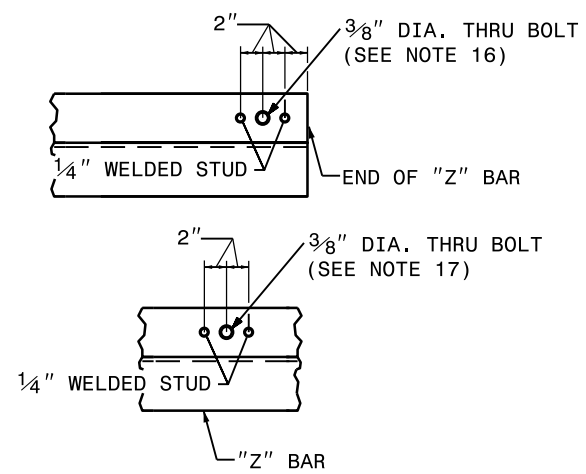 2"
3/8" DIA. THRU BOLT
(SEE NOTE 16)
1/4" WELDED STUD
END OF "Z" BAR
2"
3/8" DIA. THRU BOLT
(SEE NOTE 17)
1/4" WELDED STUD
"Z" BAR